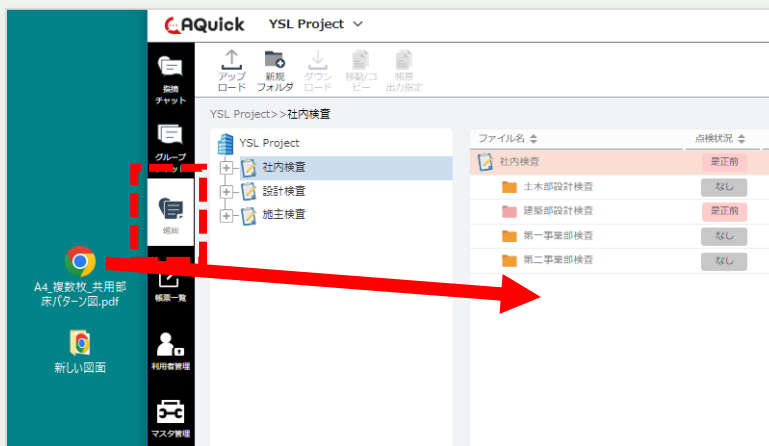 AQuick
YSL Project
アップ
ロード
新規
フォルダ
ダウン
ロード
移動/コ
ピー
帳票
出力指定
YSL Project>>社内検査
指摘
チャット
グループ
巡回
帳票一覧
利用者管理
マスタ管理
A4_複数枚_共用部
床パターン図.pdf
新しい図面
YSL Project
社内検査
設計検査
施主検査
ファイル名
点検状況
社内検査
是正前
土木部設計検査
なし
建築部設計検査
是正前
第一事業部検査
なし
第二事業部検査
なし